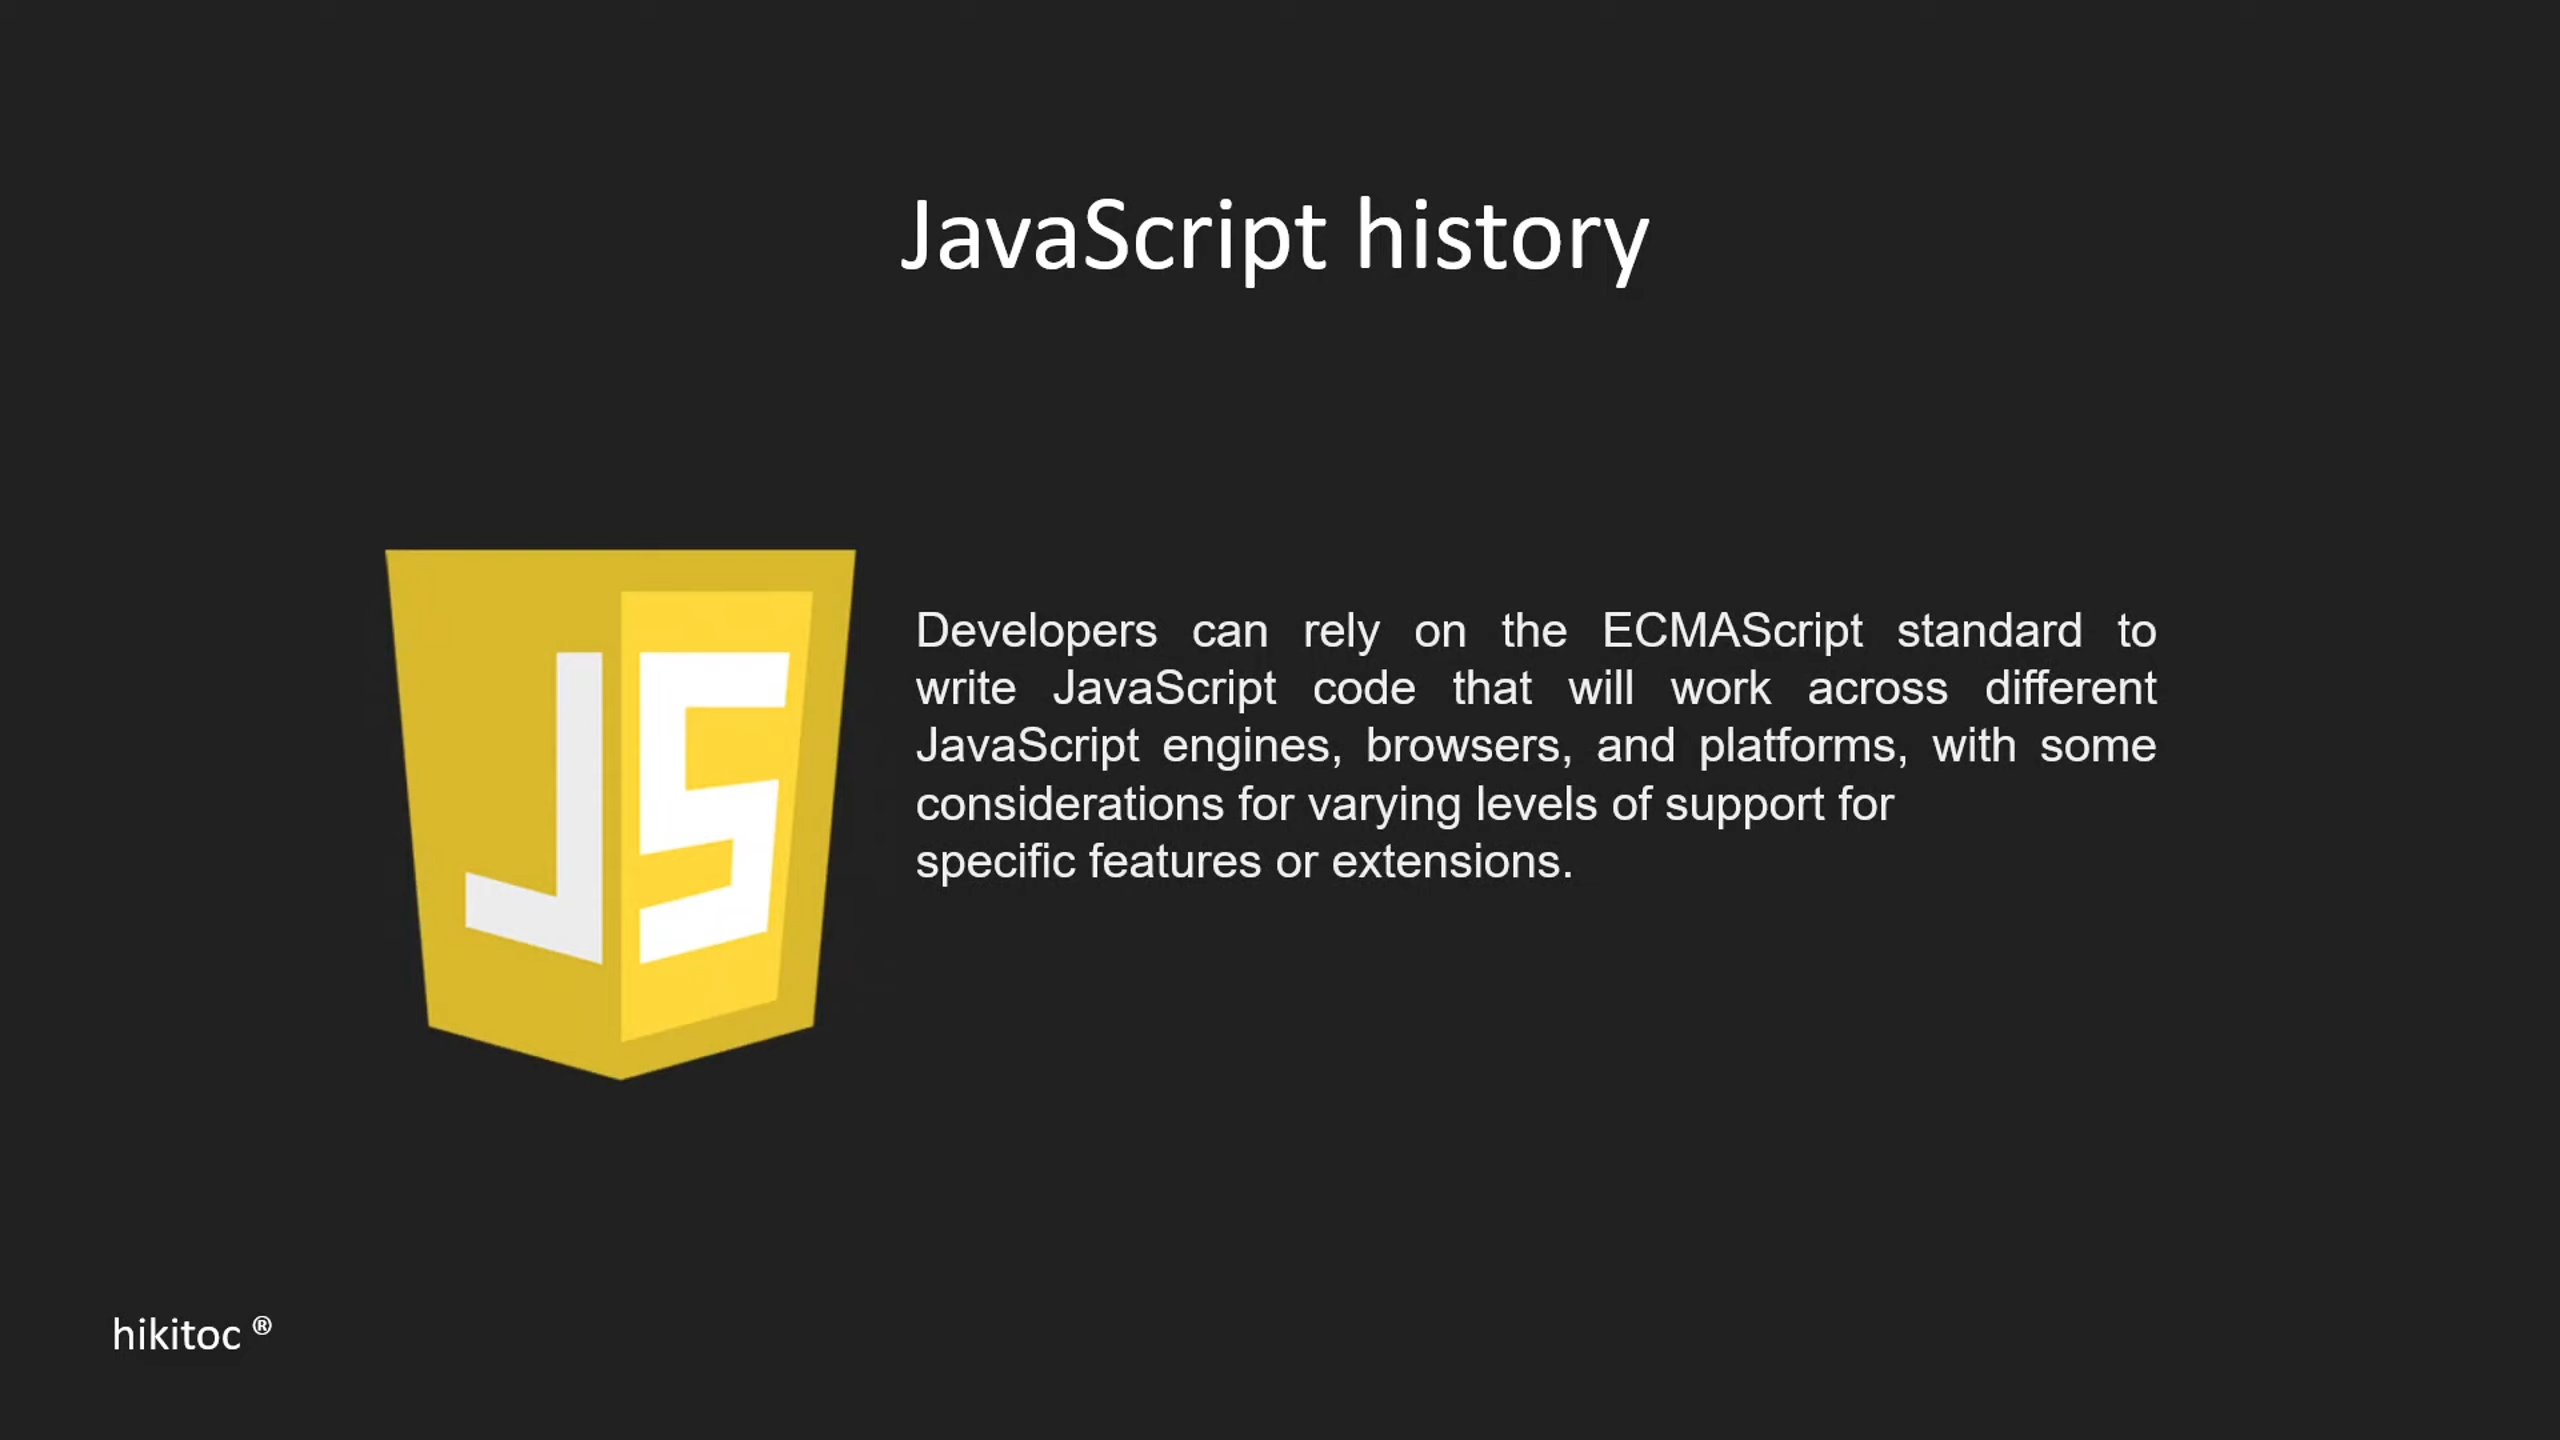 JavaScript history
JS
Developers can rely on the ECMAScript standard to
write JavaScript code that will work across different
JavaScript engines, browsers, and platforms, with some
considerations for varying levels of support for
specific features or extensions.
hikitoc ®